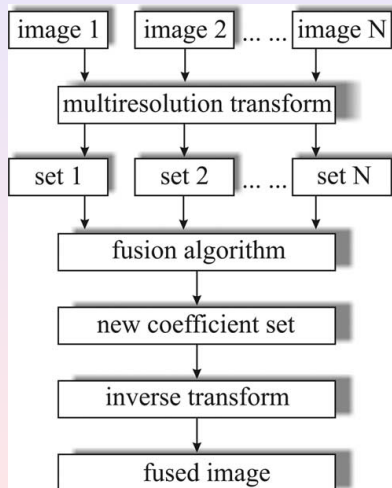 image 1 image 2 ... ... image N
multiresolution transform
set 1 set 2 ... ... set N
fusion algorithm
new coefficient set
inverse transform
fused image